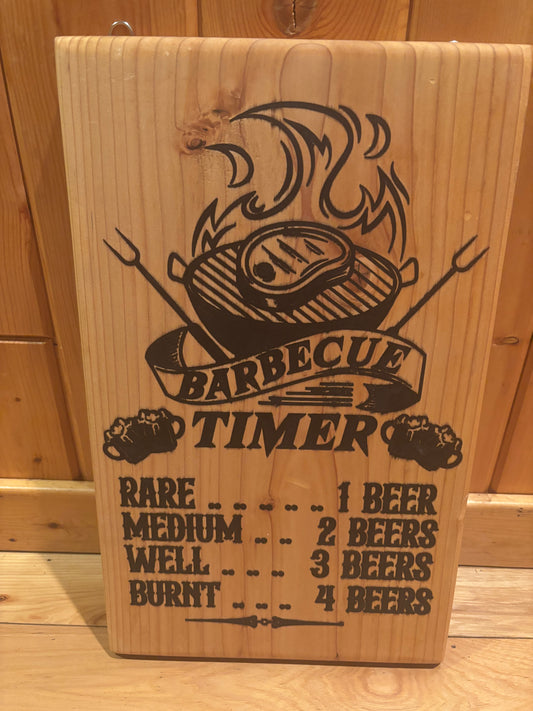 BARBECUE
TIMER
RARE .. .. .. .. .. 1 BEER
MEDIUM .. .. 2 BEERS
WELL .. .. .. 3 BEERS
BURNT .. .. .. 4 BEERS